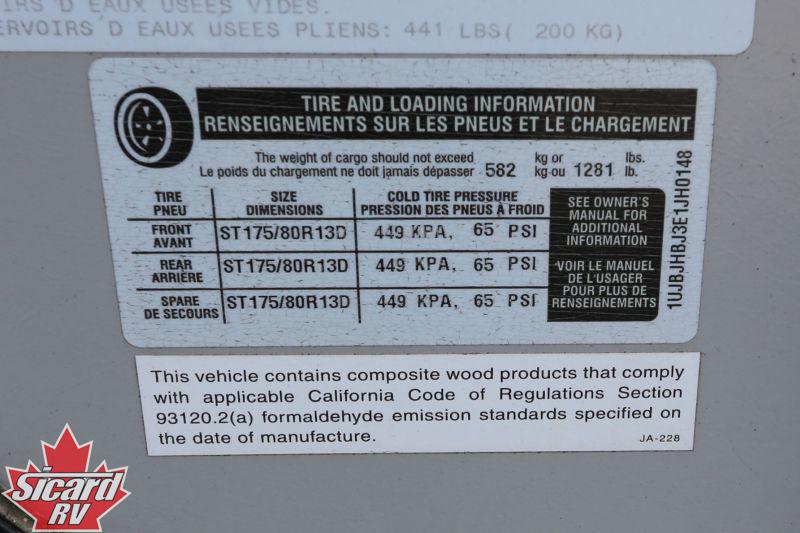 D'EAUX USÉES VIDES.
D'EAUX USÉES PLIENS: 441 LBS( 200 KG)
TIRE AND LOADING INFORMATION
RENSEIGNEMENTS SUR LES PNEUS ET LE CHARGEMENT
The weight of cargo should not exceed kg or lbs.
Le poids du chargement ne doit jamais dépasser 582 kg ou 1281 lb.
TIRE SIZE COLD TIRE PRESSURE
PNEU DIMENSIONS PRESSION DES PNEUS À FROID
FRONT
AVANT ST175/80R13D 449 KPA, 65 PSI
REAR
ARRIÈRE ST175/80R13D 449 KPA, 65 PSI
SPARE
DE SECOURS ST175/80R13D 449 KPA, 65 PSI
SEE OWNER'S
MANUAL FOR
ADDITIONAL
INFORMATION
VOIR LE MANUEL
DE L'USAGER
POUR PLUS DE
RENSEIGNEMENTS
1UJBJHBJ3E1JH0148
This vehicle contains composite wood products that comply
with applicable California Code of Regulations Section
93120.2(a) formaldehyde emission standards specified on
the date of manufacture.
JA-228
Sicard
RV